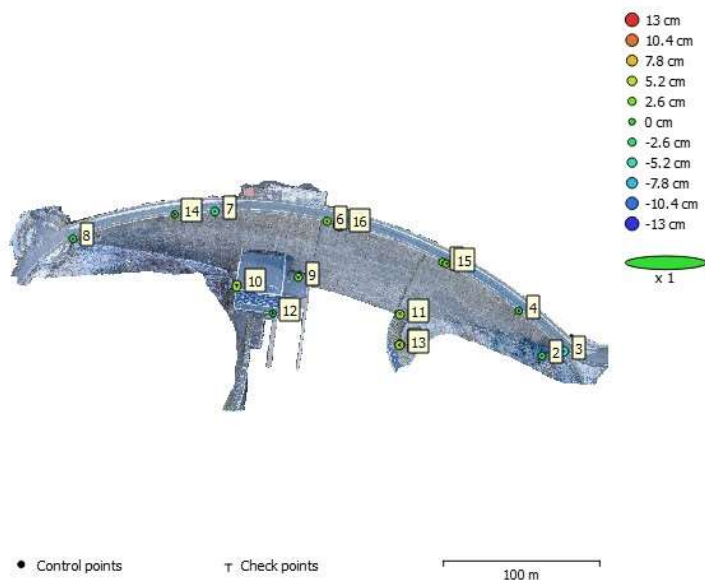 13 cm
10.4 cm
7.8 cm
5.2 cm
2.6 cm
0 cm
-2.6 cm
-5.2 cm
-7.8 cm
-10.4 cm
-13 cm
x 1
14
7
6
16
8
15
9
10
12
4
11
13
2
3
Control points
Check points
100 m